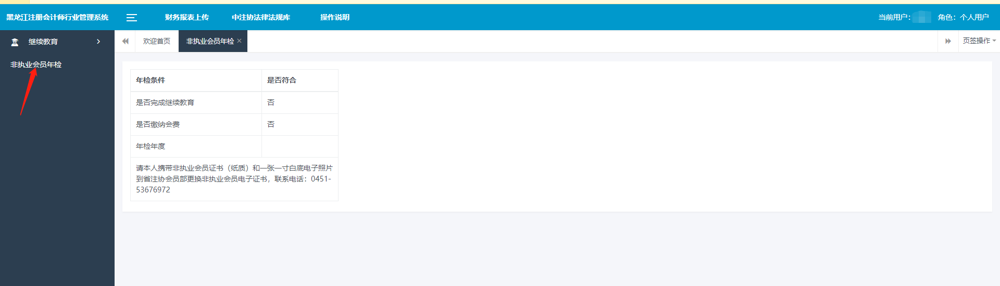 黑龙江注册会计师行业管理系统 财务报表上传 中注协法律法规库 操作说明 当前用户： 角色：个人用户
继续教育 欢迎首页 非执业会员年检 页签操作
非执业会员年检
年检条件 是否符合
是否完成继续教育 否
是否缴纳会费 否
年检年度
请本人携带非执业会员证书（纸质）和一张一寸白底电子照片
到省注协会员部更换非执业会员电子证书，联系电话：0451-
53676972